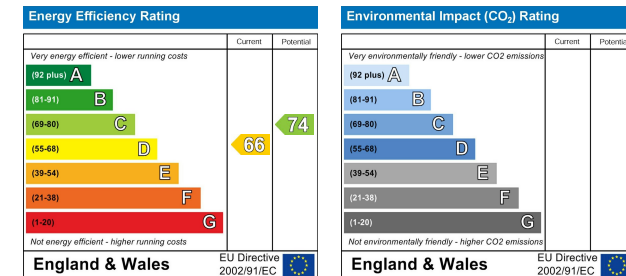 Energy Efficiency Rating
Current Potential
Very energy efficient - lower running costs
(92 plus) A
(81-91) B
(69-80) C
(55-68) D
(39-54) E
(21-38) F
(1-20) G
66
74
Not energy efficient - higher running costs
England & Wales
EU Directive
2002/91/EC
Environmental Impact (CO₂) Rating
Current Potential
Very environmentally friendly - lower CO2 emissions
(92 plus) A
(81-91) B
(69-80) C
(55-68) D
(39-54) E
(21-38) F
(1-20) G
Not environmentally friendly - higher CO2 emissions
England & Wales
EU Directive
2002/91/EC